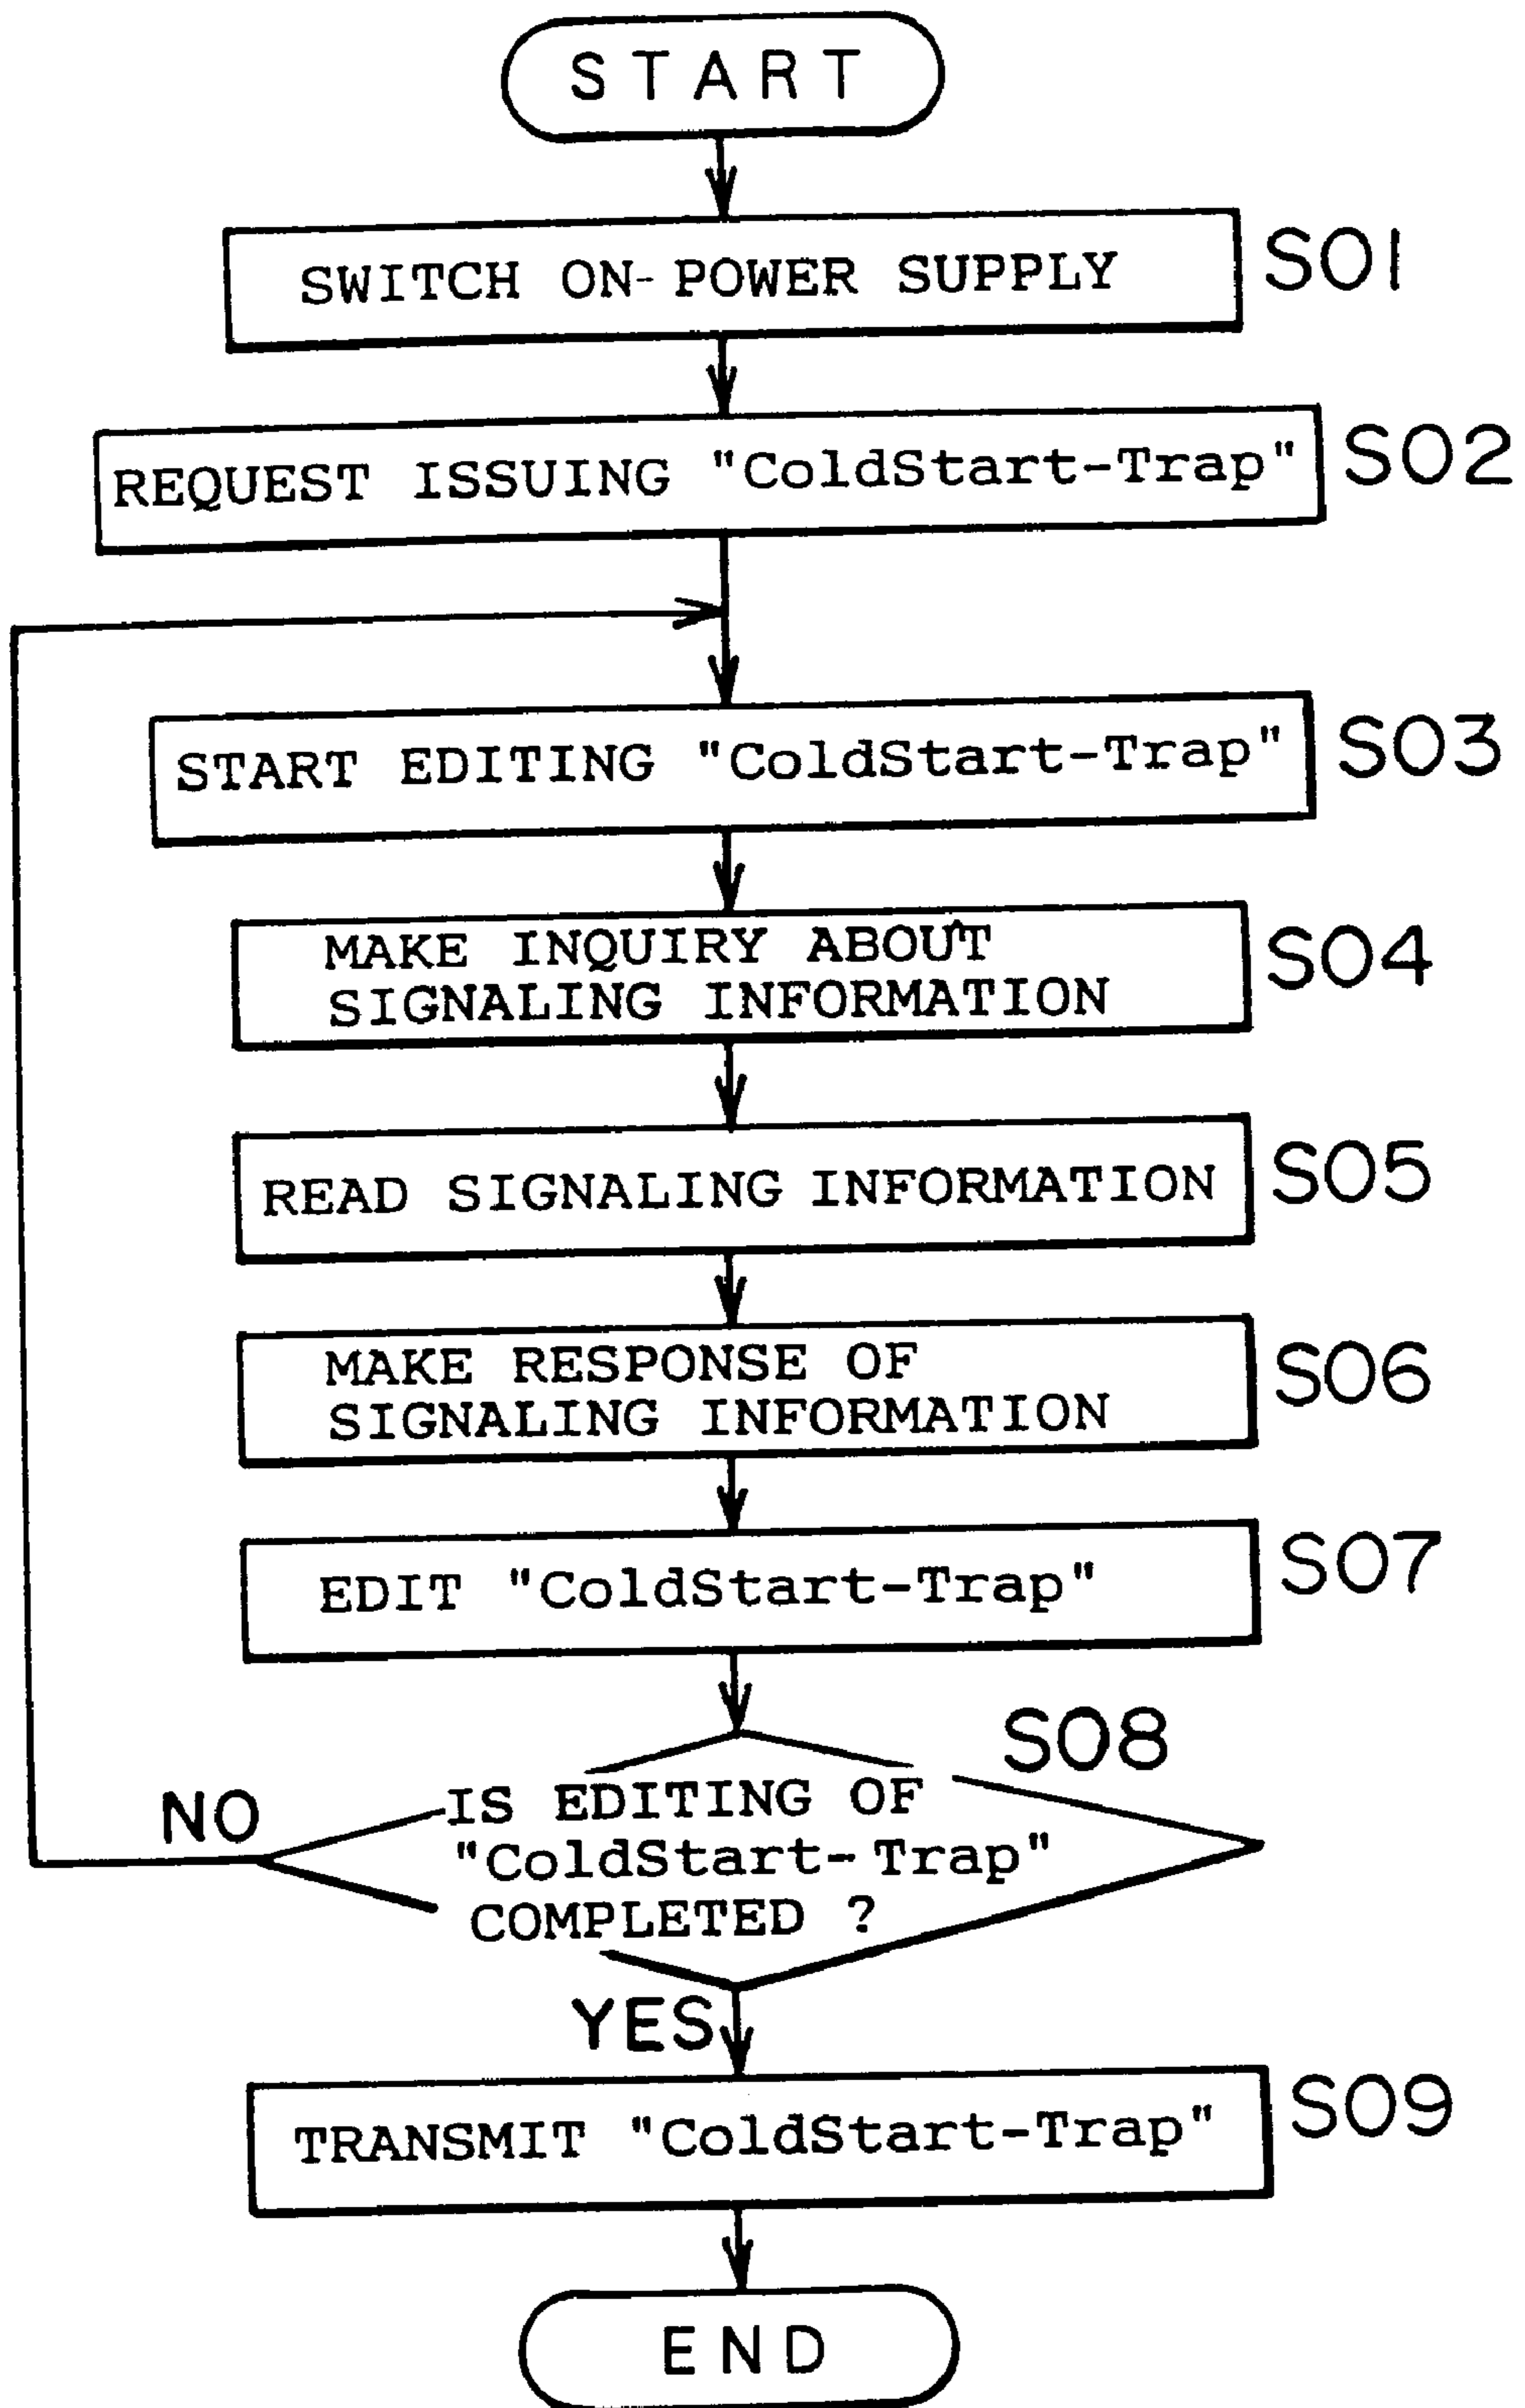 START
SWITCH ON-POWER SUPPLY
S01
REQUEST ISSUING "ColdStart-Trap"
S02
START EDITING "ColdStart-Trap"
S03
MAKE INQUIRY ABOUT
SIGNALING INFORMATION
S04
READ SIGNALING INFORMATION
S05
MAKE RESPONSE OF
SIGNALING INFORMATION
S06
EDIT "ColdStart-Trap"
S07
S08
NO
IS EDITING OF
"ColdStart-Trap"
COMPLETED ?
YES
TRANSMIT "ColdStart-Trap"
S09
END